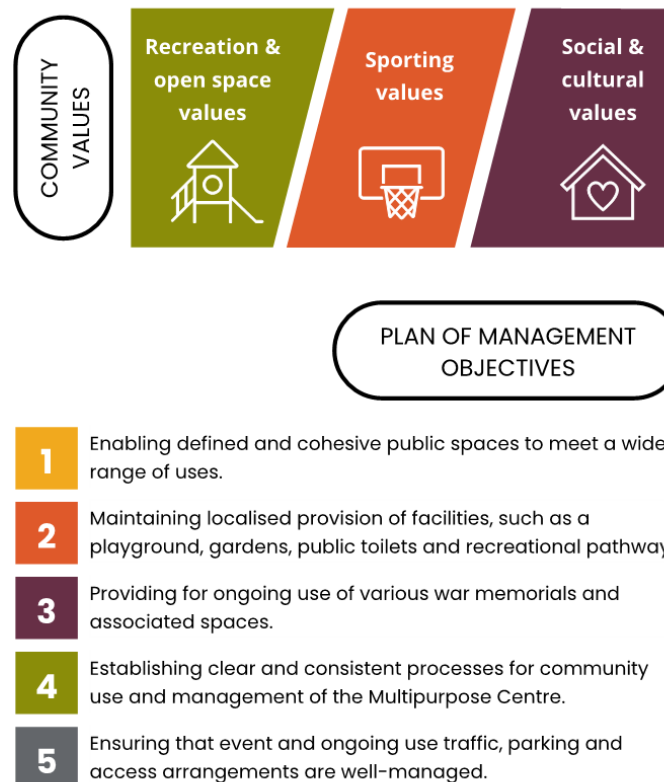 COMMUNITY
VALUES
Recreation &
open space
values
Sporting
values
Social &
cultural
values
PLAN OF MANAGEMENT
OBJECTIVES
1
Enabling defined and cohesive public spaces to meet a wide
range of uses.
2
Maintaining localised provision of facilities, such as a
playground, gardens, public toilets and recreational pathway
3
Providing for ongoing use of various war memorials and
associated spaces.
4
Establishing clear and consistent processes for community
use and management of the Multipurpose Centre.
5
Ensuring that event and ongoing use traffic, parking and
access arrangements are well-managed.